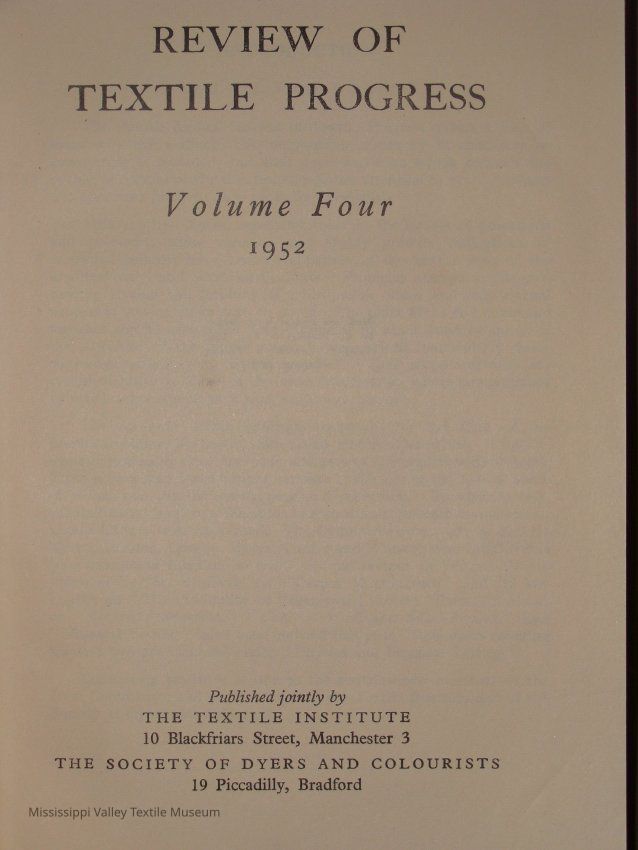 REVIEW OF
TEXTILE PROGRESS
Volume Four
1952
Published jointly by
THE TEXTILE INSTITUTE
10 Blackfriars Street, Manchester 3
THE SOCIETY OF DYERS AND COLOURISTS
19 Piccadilly, Bradford
Mississippi Valley Textile Museum